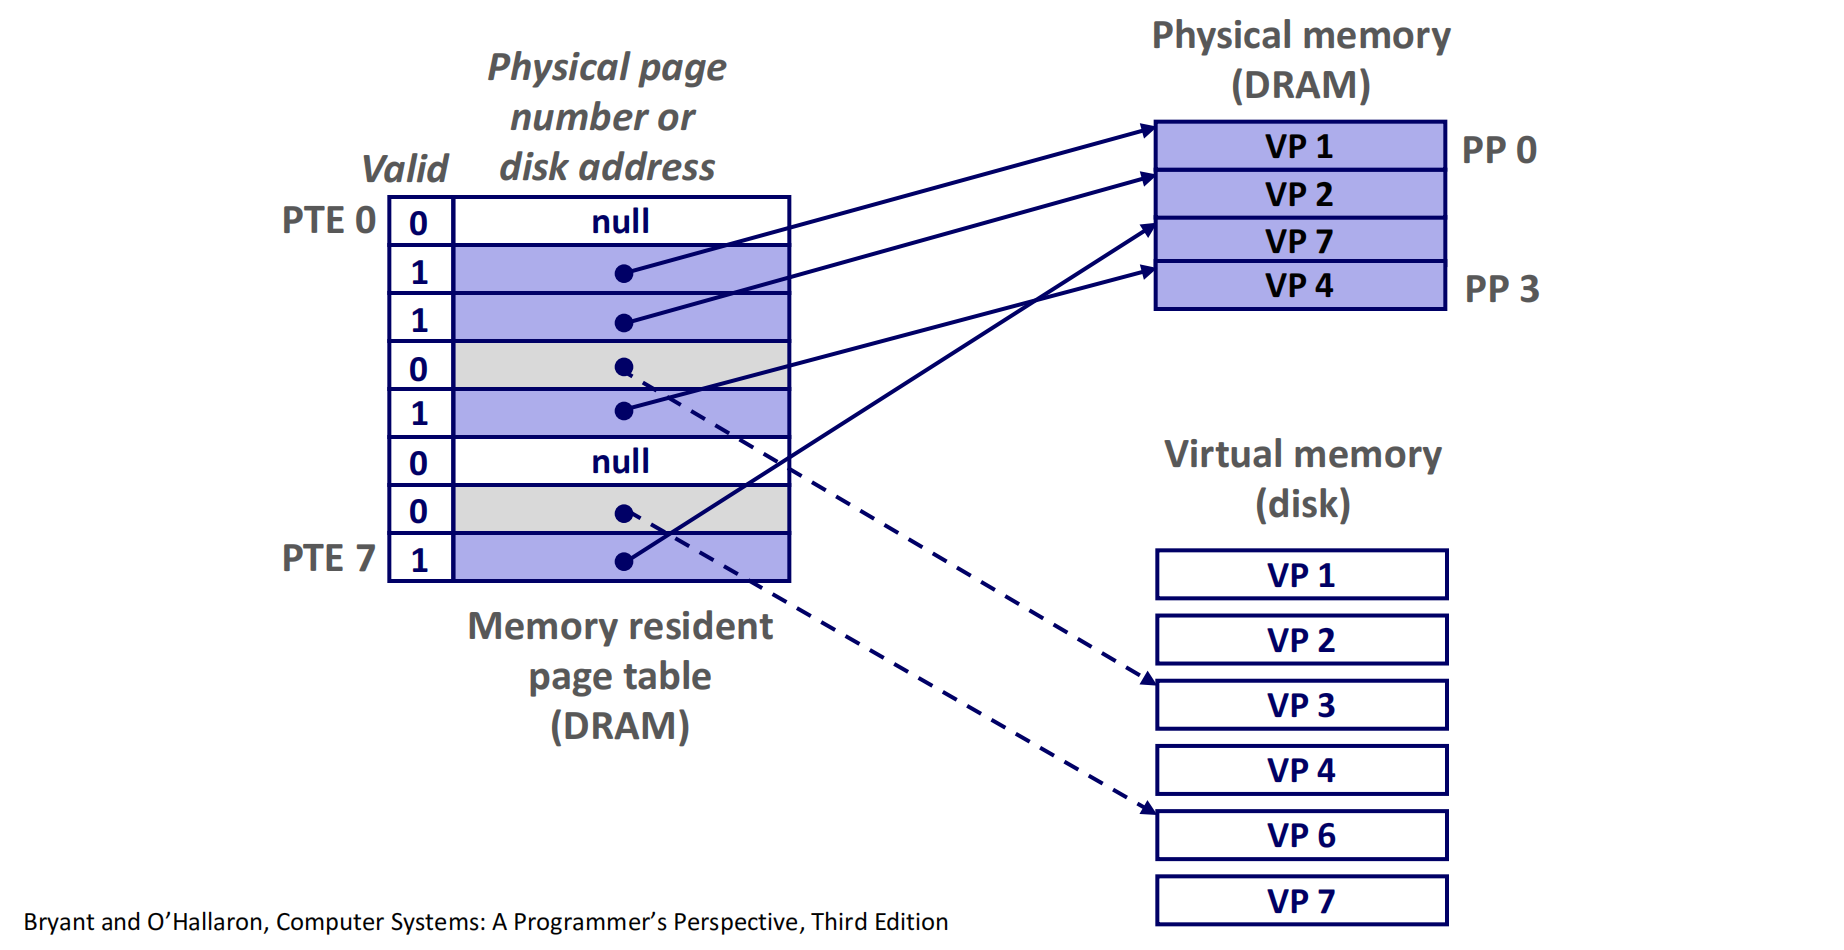 Physical memory
(DRAM)
Physical page
number or
disk address
Valid
PTE 0
0
null
1
1
0
1
0
null
0
PTE 7
1
Memory resident
page table
(DRAM)
VP 1
PP 0
VP 2
VP 7
VP 4
PP 3
Virtual memory
(disk)
VP 1
VP 2
VP 3
VP 4
VP 6
VP 7
Bryant and O’Hallaron, Computer Systems: A Programmer’s Perspective, Third Edition